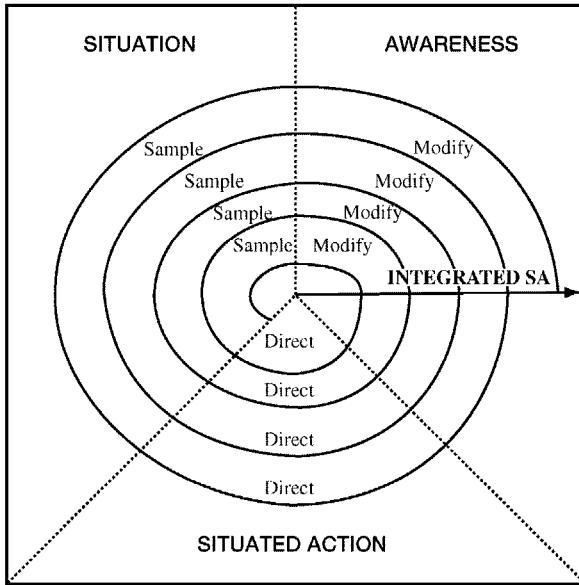 SITUATION
AWARENESS
Sample
Modify
Sample
Modify
Sample
Modify
Sample
Modify
INTEGRATED SA
Direct
Direct
Direct
Direct
SITUATED ACTION